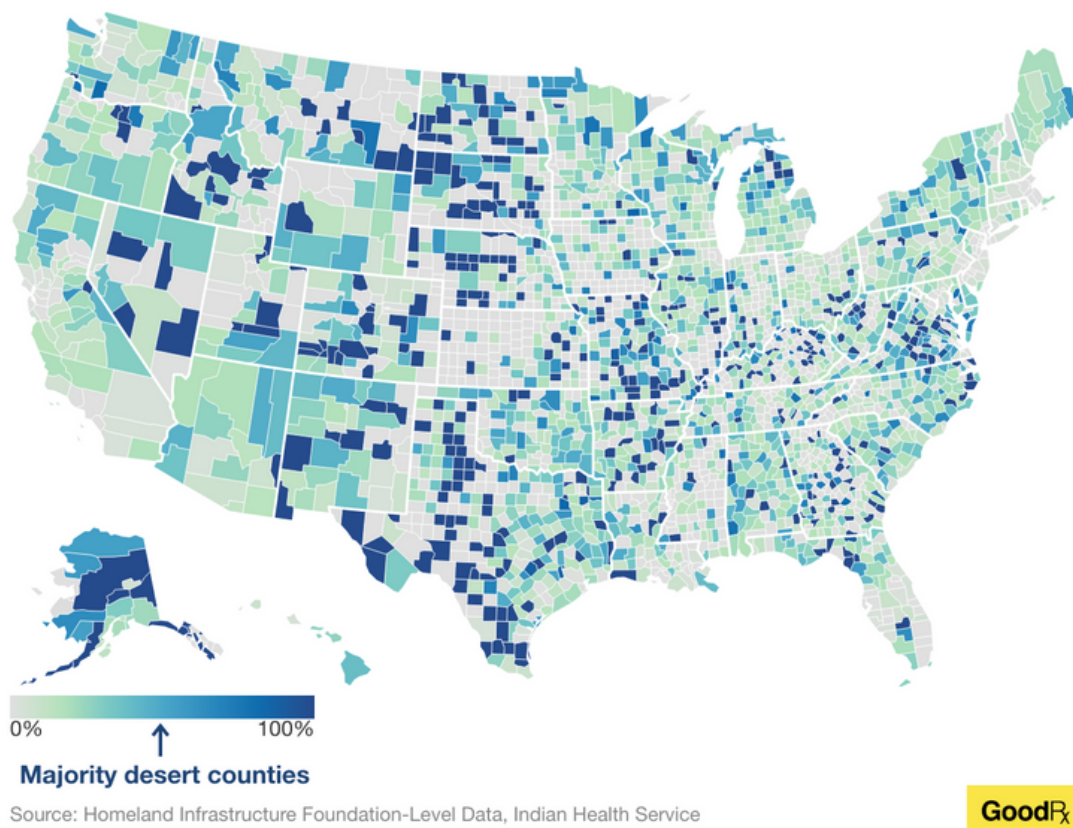 0%
100%
Majority desert counties
Source: Homeland Infrastructure Foundation-Level Data, Indian Health Service
GoodRx